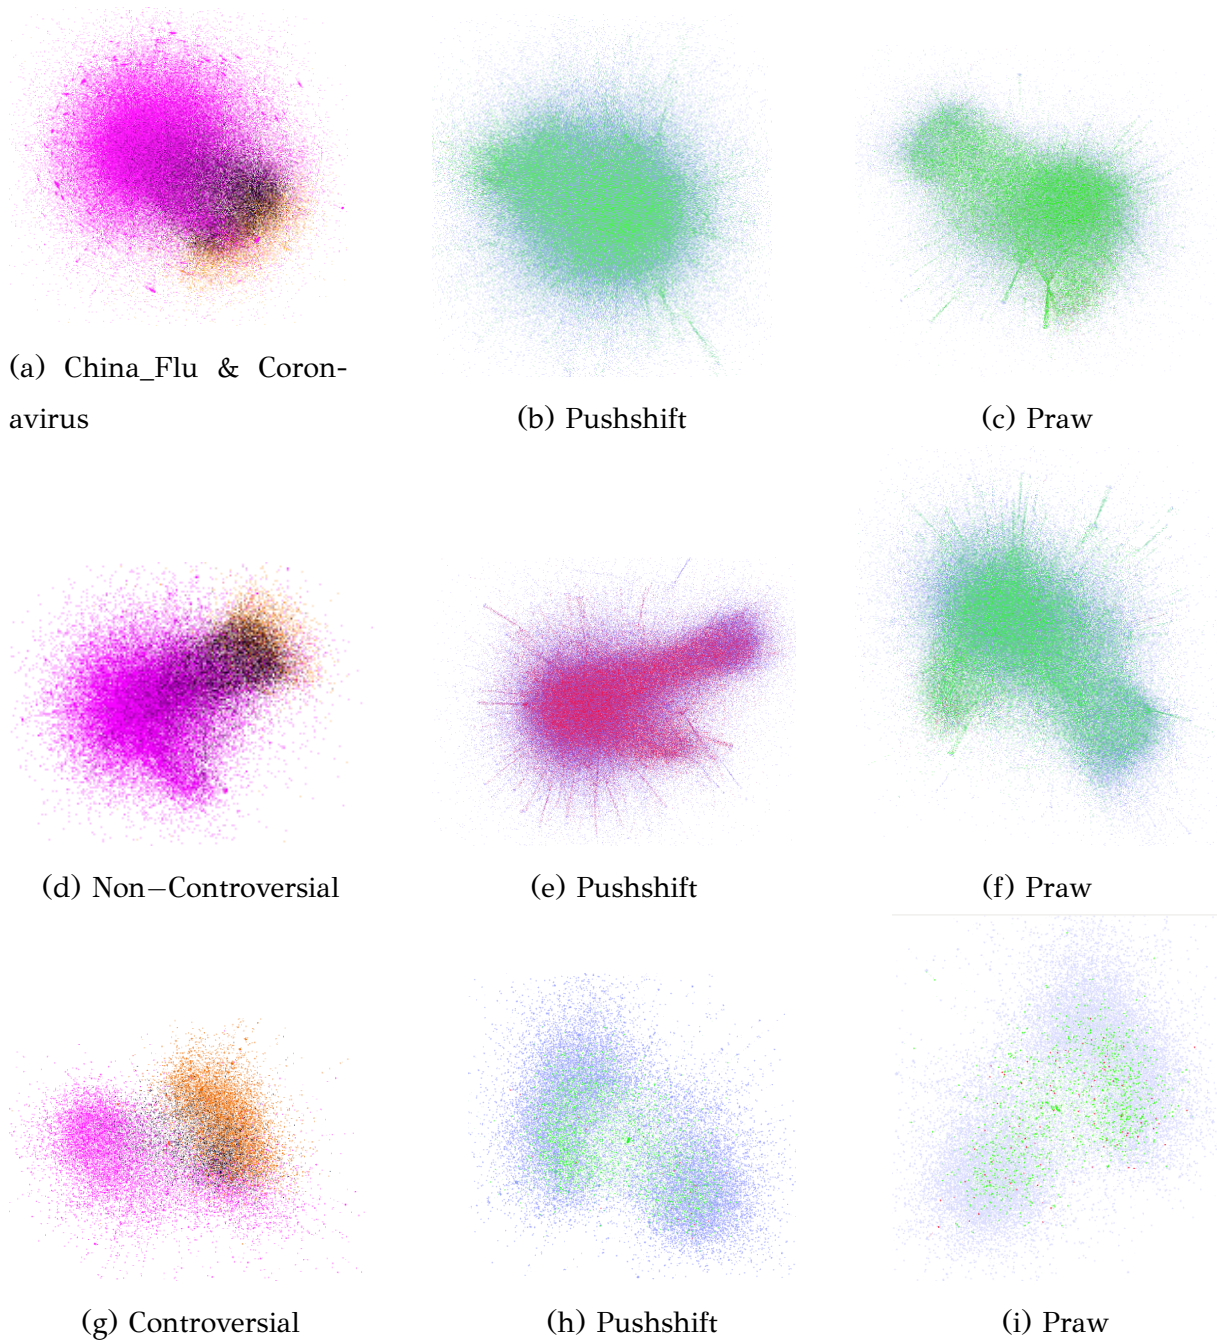 (a) China_Flu & Coron-
avirus
(b) Pushshift
(c) Praw
(d) Non–Controversial
(e) Pushshift
(f) Praw
(g) Controversial
(h) Pushshift
(i) Praw